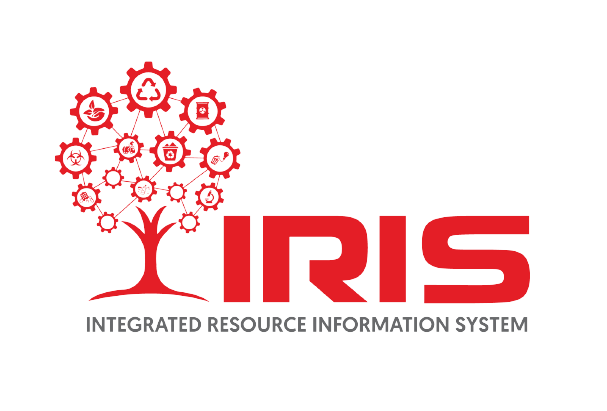 IRIS
INTEGRATED RESOURCE INFORMATION SYSTEM